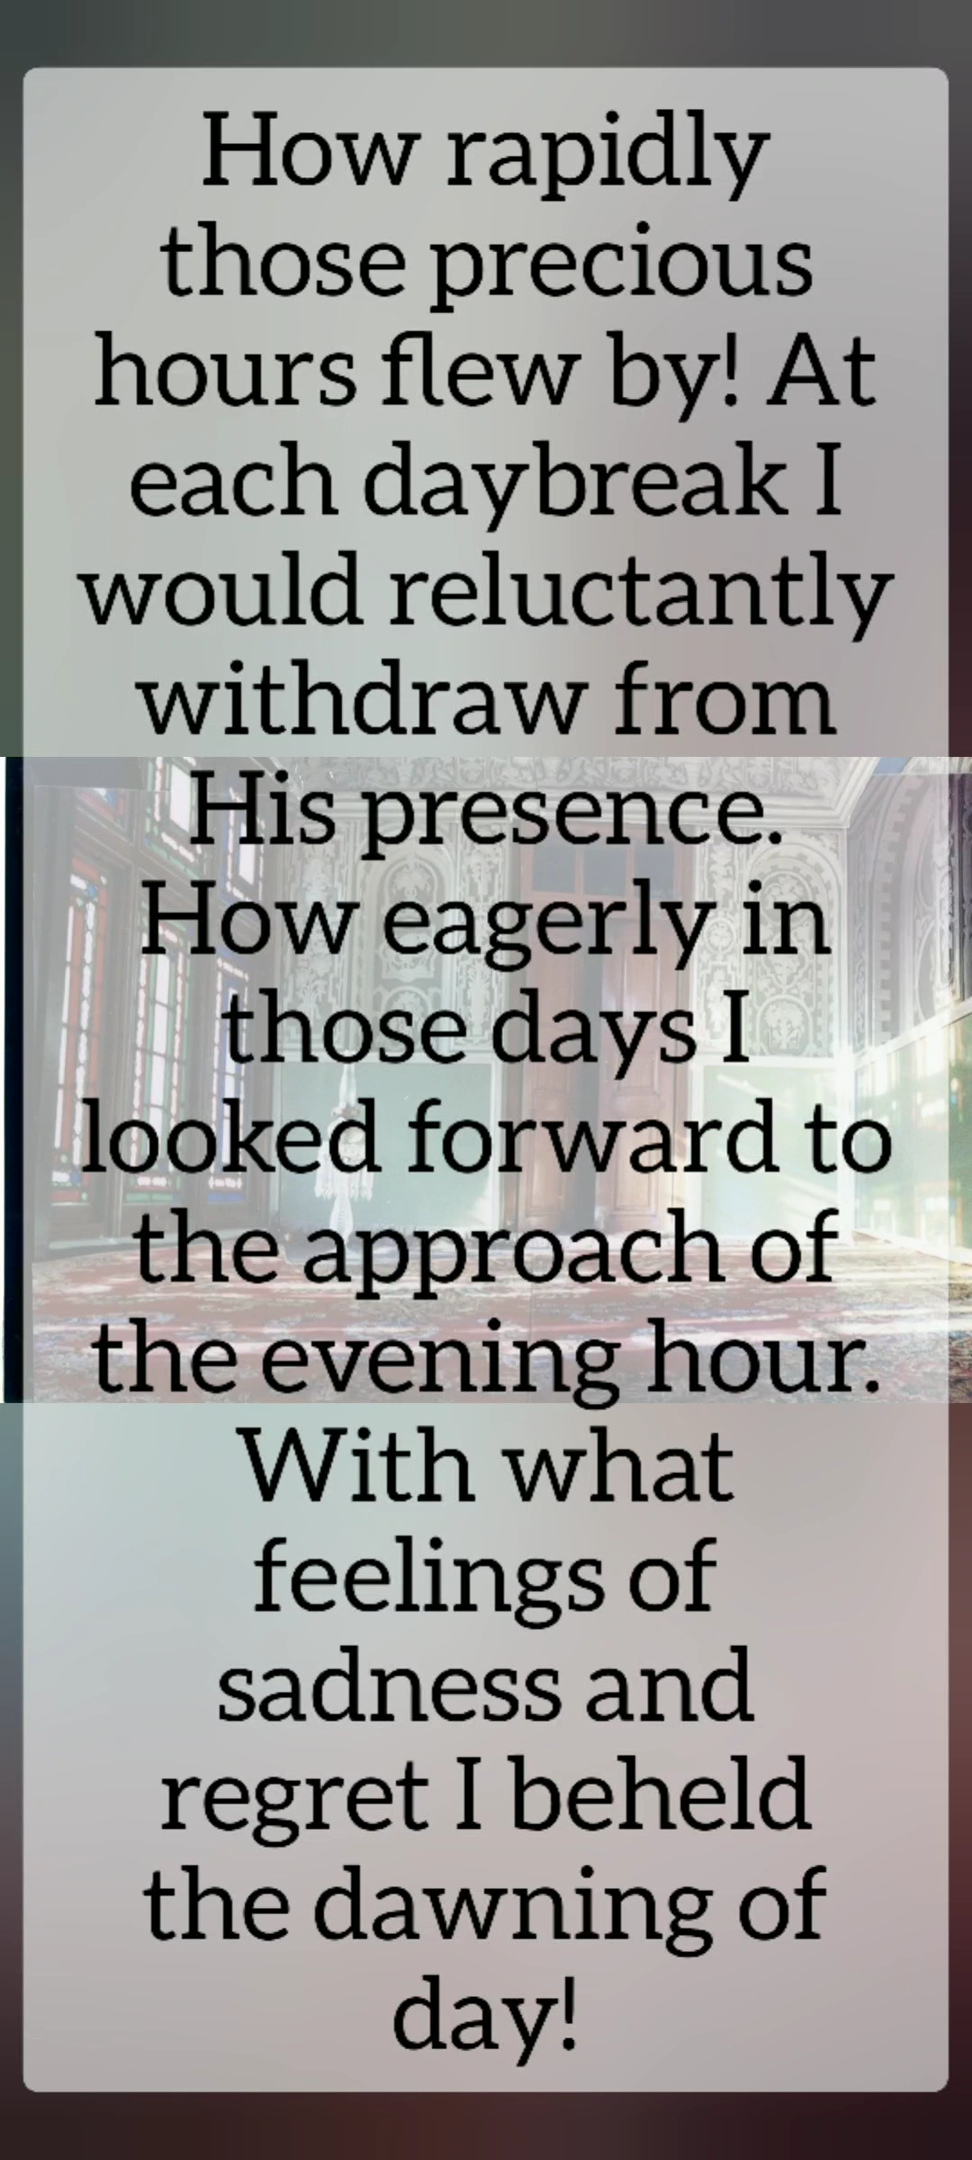 How rapidly
those precious
hours flew by! At
each daybreak I
would reluctantly
withdraw from
His presence.
How eagerly in
those days I
looked forward to
the approach of
the evening hour.
With what
feelings of
sadness and
regret I beheld
the dawning of
day!